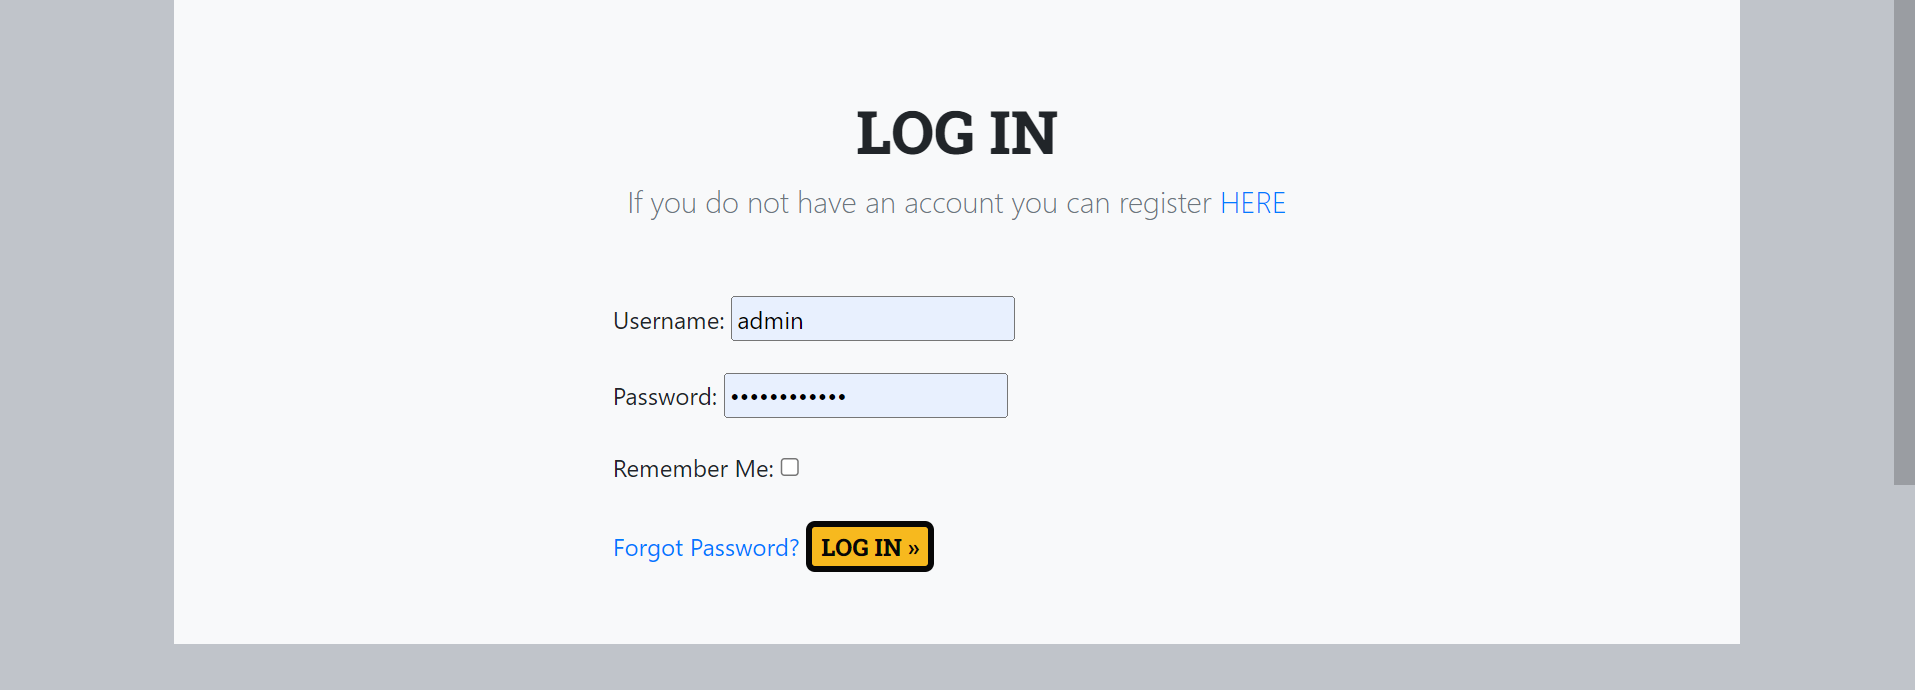 LOG IN
If you do not have an account you can register HERE
Username: admin
Password: ••••••••••••
Remember Me:
Forgot Password? LOG IN »